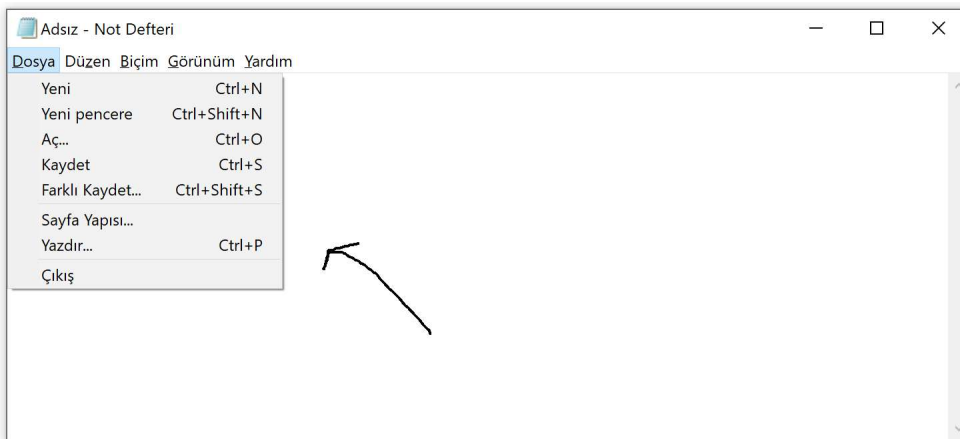 Adsız - Not Defteri
Dosya Düzen Biçim Görünüm Yardım
Yeni Ctrl+N
Yeni pencere Ctrl+Shift+N
Aç... Ctrl+O
Kaydet Ctrl+S
Farklı Kaydet... Ctrl+Shift+S
Sayfa Yapısı...
Yazdır... Ctrl+P
Çıkış